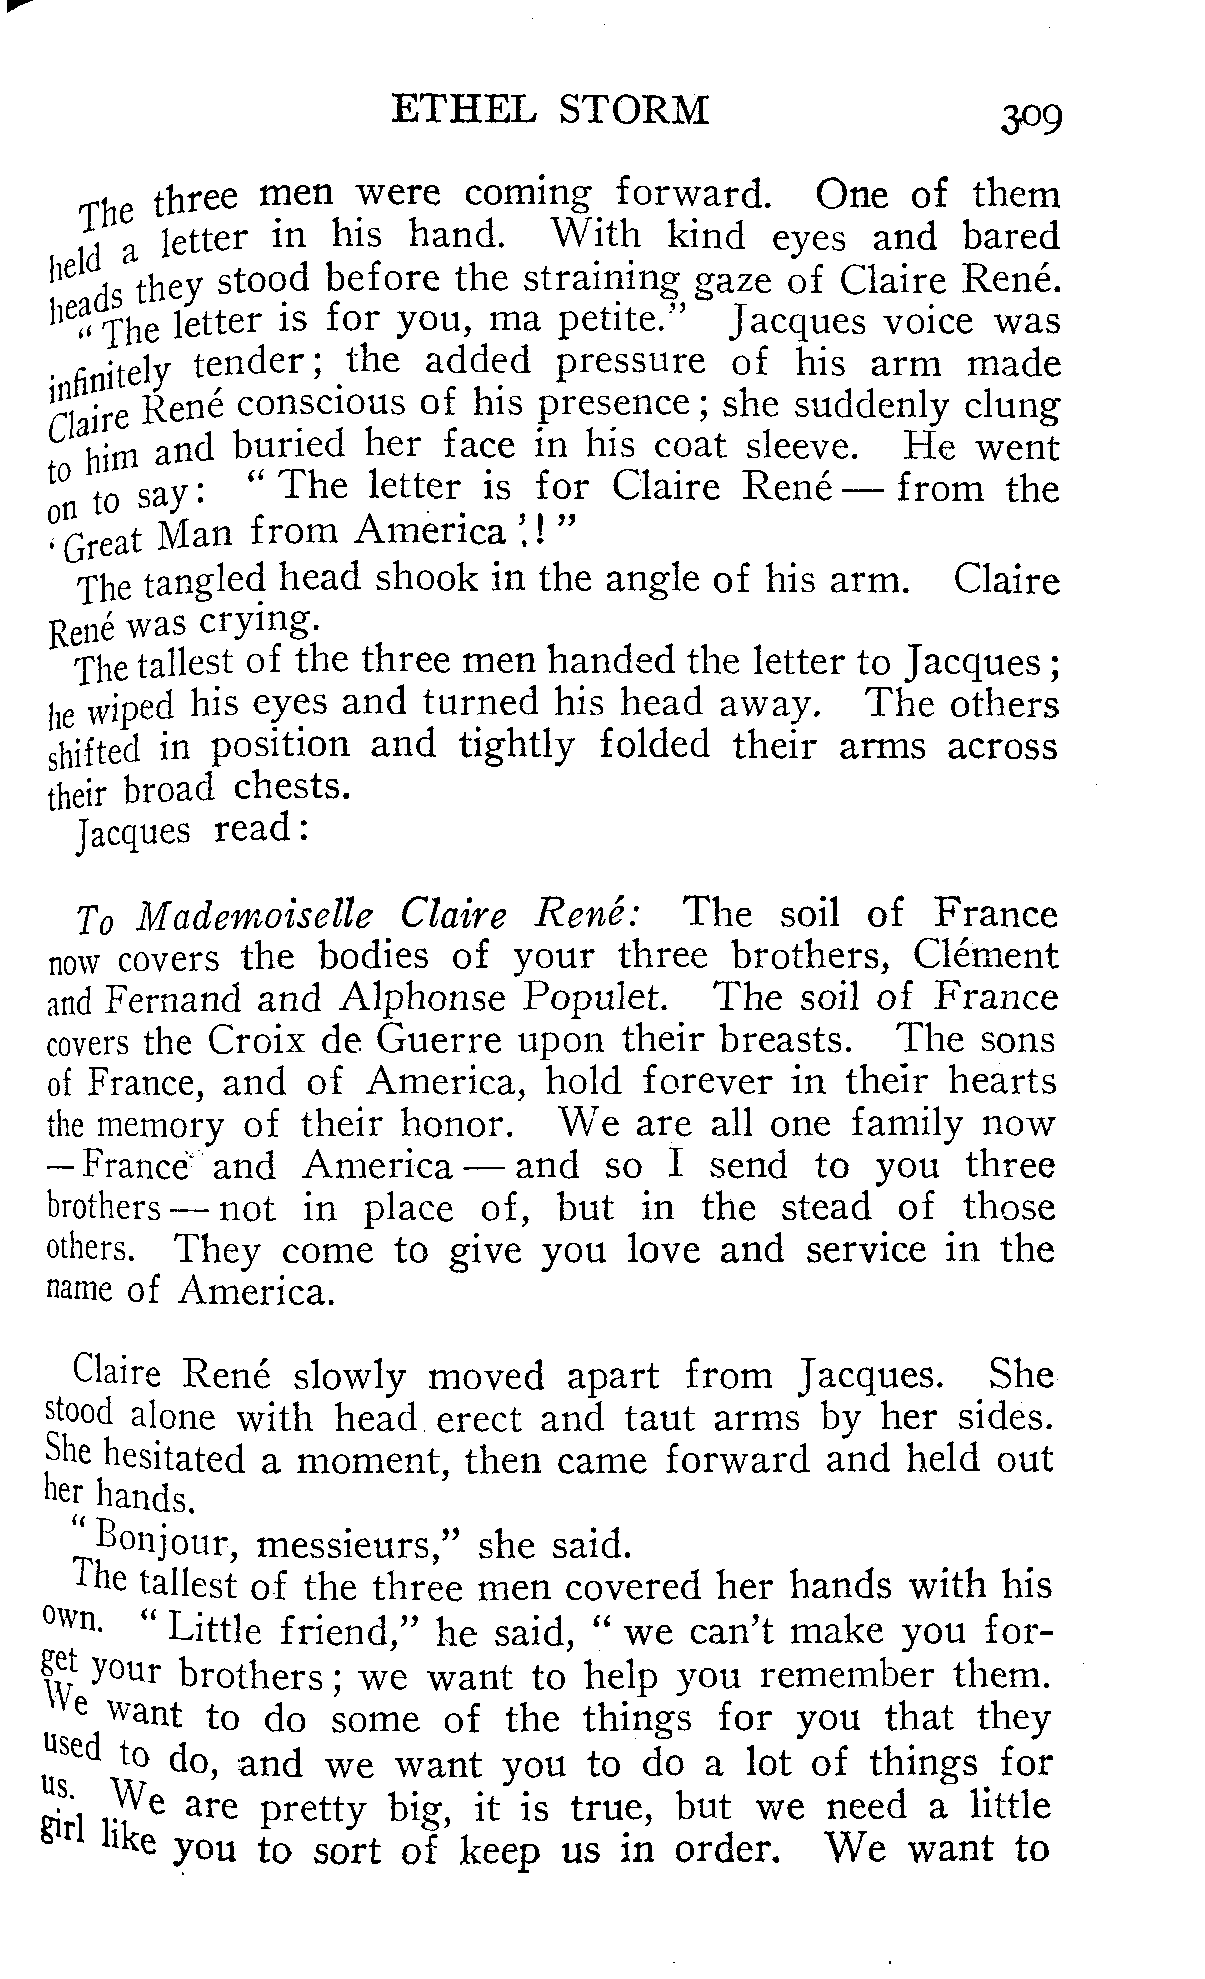 ETHEL STORM 309
The three men were coming forward. One of them
held a letter in his hand. With kind eyes and bared
heads they stood before the straining gaze of Claire René.
“ The letter is for you, ma petite.” Jacques voice was
infinitely tender ; the added pressure of his arm made
Claire René conscious of his presence ; she suddenly clung
to him and buried her face in his coat sleeve. He went
on to say : “ The letter is for Claire René — from the
‘ Great Man from America ’ ! ”
The tangled head shook in the angle of his arm. Claire
René was crying.
The tallest of the three men handed the letter to Jacques ;
he wiped his eyes and turned his head away. The others
shifted in position and tightly folded their arms across
their broad chests.
Jacques read :
To Mademoiselle Claire René: The soil of France
now covers the bodies of your three brothers, Clément
and Fernand and Alphonse Populet. The soil of France
covers the Croix de Guerre upon their breasts. The sons
of France, and of America, hold forever in their hearts
the memory of their honor. We are all one family now
— France and America — and so I send to you three
brothers — not in place of, but in the stead of those
others. They come to give you love and service in the
name of America.
Claire René slowly moved apart from Jacques. She
stood alone with head erect and taut arms by her sides.
She hesitated a moment, then came forward and held out
her hands.
“ Bonjour, messieurs,” she said.
The tallest of the three men covered her hands with his
own. “ Little friend,” he said, “ we can’t make you for-
get your brothers ; we want to help you remember them.
We want to do some of the things for you that they
used to do, and we want you to do a lot of things for
us. We are pretty big, it is true, but we need a little
girl like you to sort of keep us in order. We want to